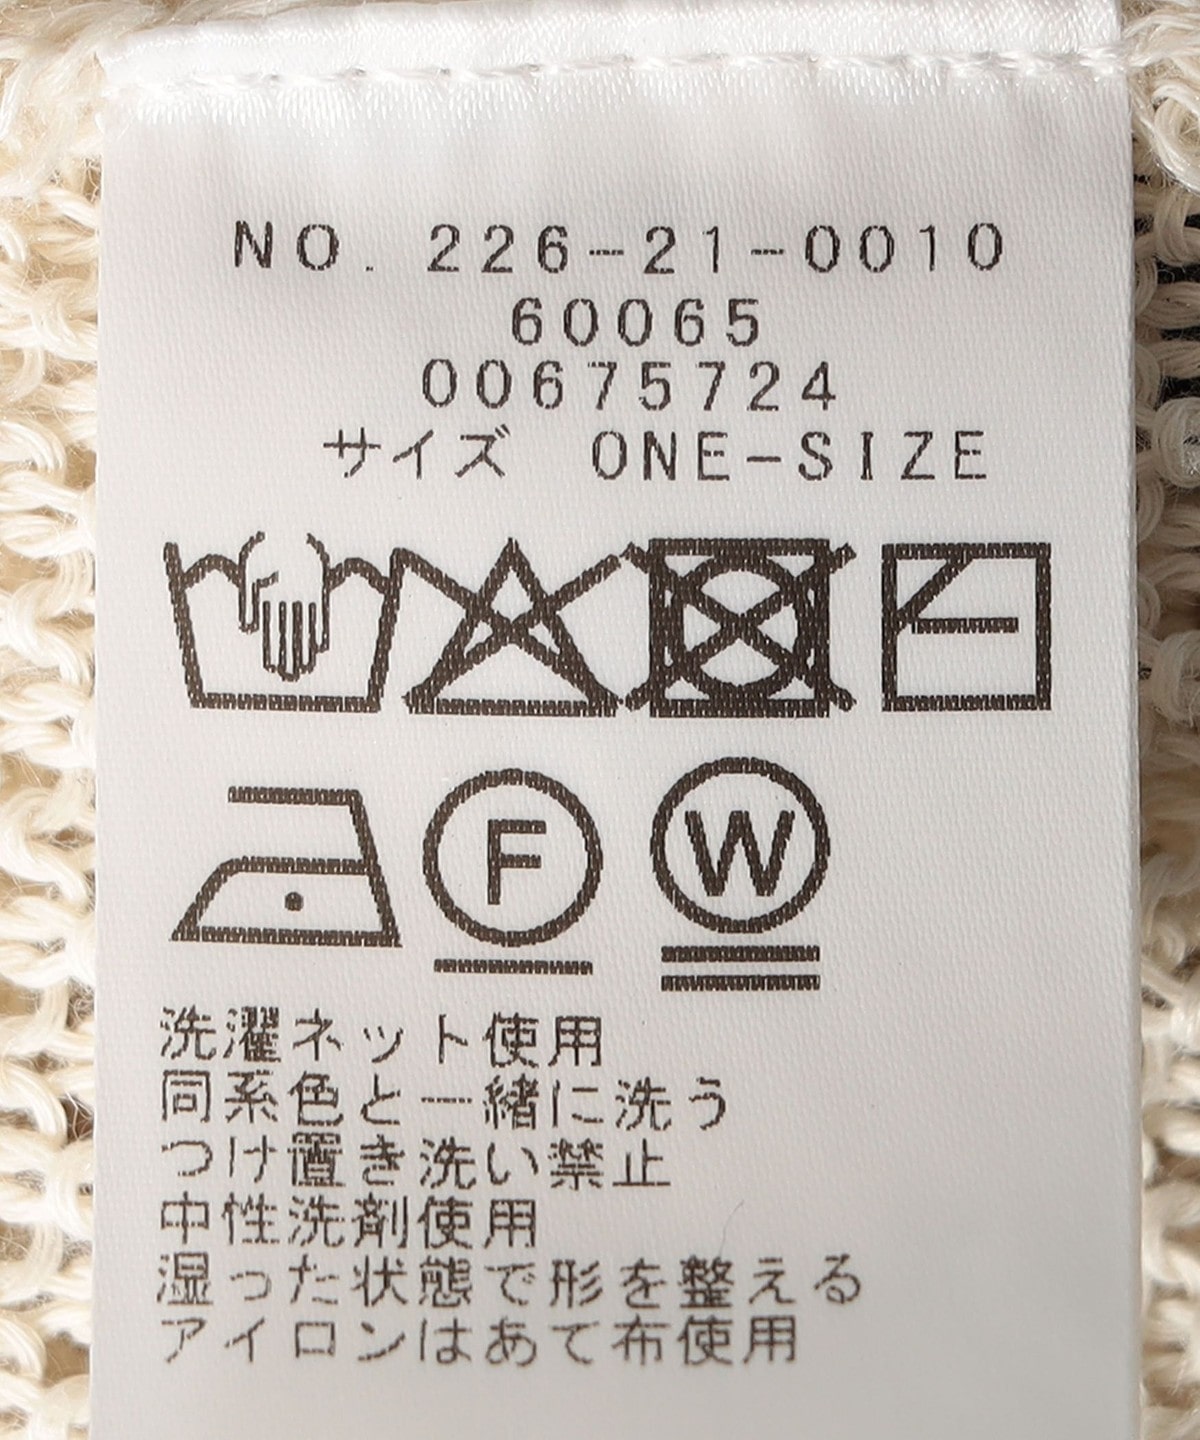 NO. 226-21-0010
60065
00675724
サイズ ONE-SIZE
F
W
洗濯ネット使用
同系色と一緒に洗う
つけ置き洗い禁止
中性洗剤使用
湿った状態で形を整える
アイロンはあて布使用